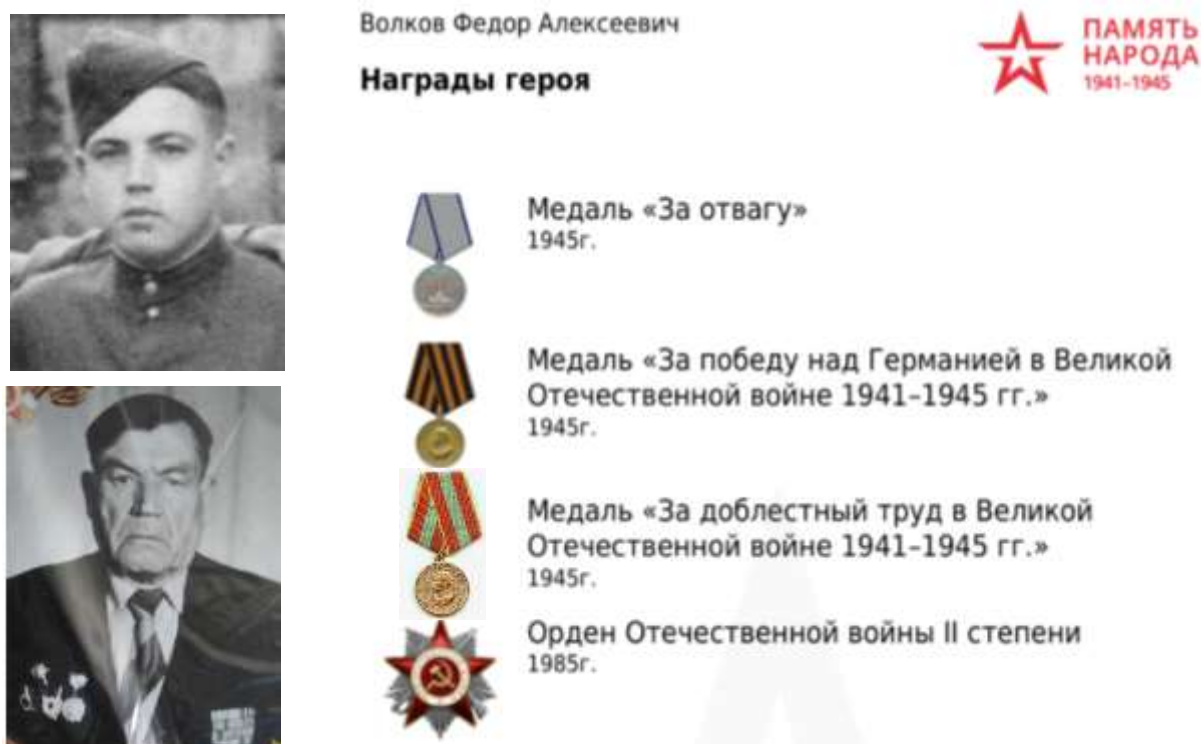 Волков Федор Алексеевич
ПАМЯТЬ
НАРОДА
1941–1945
Награды героя
Медаль «За отвагу»
1945г.
Медаль «За победу над Германией в Великой
Отечественной войне 1941–1945 гг.»
1945г.
Медаль «За доблестный труд в Великой
Отечественной войне 1941–1945 гг.»
1945г.
Орден Отечественной войны II степени
1985г.